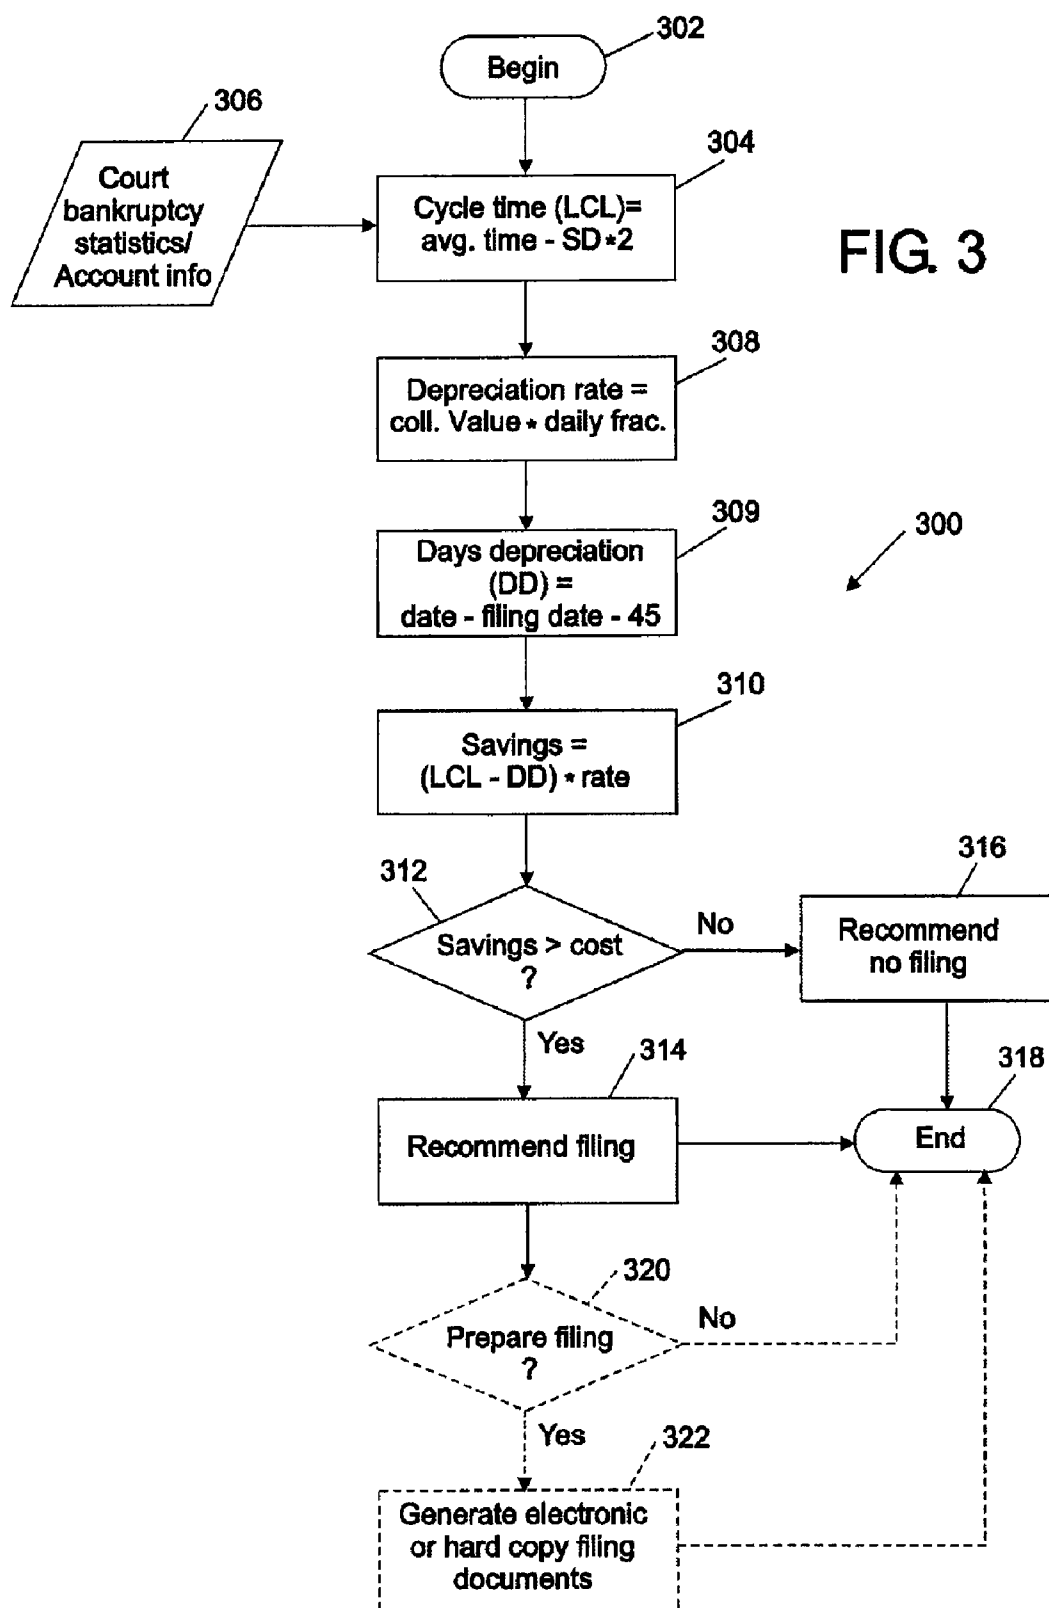 302
Begin
306
304
Court
bankruptcy
statistics/
Account info
Cycle time (LCL)=
avg. time - SD*2
FIG. 3
308
Depreciation rate =
coll. Value * daily frac.
309
300
Days depreciation
(DD) =
date - filing date - 45
310
Savings =
(LCL - DD) * rate
312
316
Savings > cost
?
No
Recommend
no filing
Yes
314
318
Recommend filing
End
320
Prepare filing
?
No
Yes
322
Generate electronic
or hard copy filing
documents